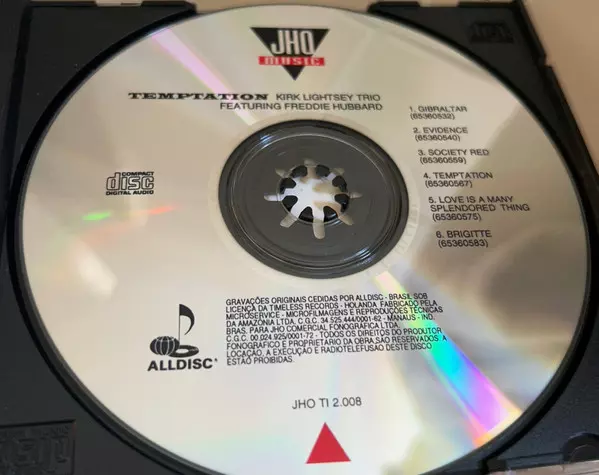 JHO
MUSIC
TEMPTATION KIRK LIGHTSEY TRIO
FEATURING FREDDIE HUBBARD
1. GIBRALTAR
(65360532)
2. EVIDENCE
(65360540)
3. SOCIETY RED
(65360559)
4. TEMPTATION
(65360567)
5. LOVE IS A MANY
SPLENDORED THING
(65360575)
6. BRIGITTE
(65360583)
COMPACT
disc
DIGITAL AUDIO
GRAVAÇÕES ORIGINAIS CEDIDAS POR ALLDISC - BRASIL SOB
LICENÇA DA TIMELESS RECORDS - HOLANDA. FABRICADO PELA
MICROSERVICE - MICROFILMAGENS E REPRODUÇÕES TÉCNICAS
DA AMAZÔNIA LTDA. C.G.C. 34.525.444/0001-62 - MANAUS - IND.
BRAS. PARA JHO COMERCIAL FONOGRÁFICA LTDA.
C.G.C. 00.024.925/0001-72 - TODOS OS DIREITOS DO PRODUTOR
FONOGRÁFICO E PROPRIETÁRIO DA OBRA SÃO RESERVADOS. A
LOCAÇÃO, A EXECUÇÃO E RADIOTELEFUSÃO DESTE DISCO
ESTÃO PROIBIDAS.
ALLDISC®
JHO TI 2.008